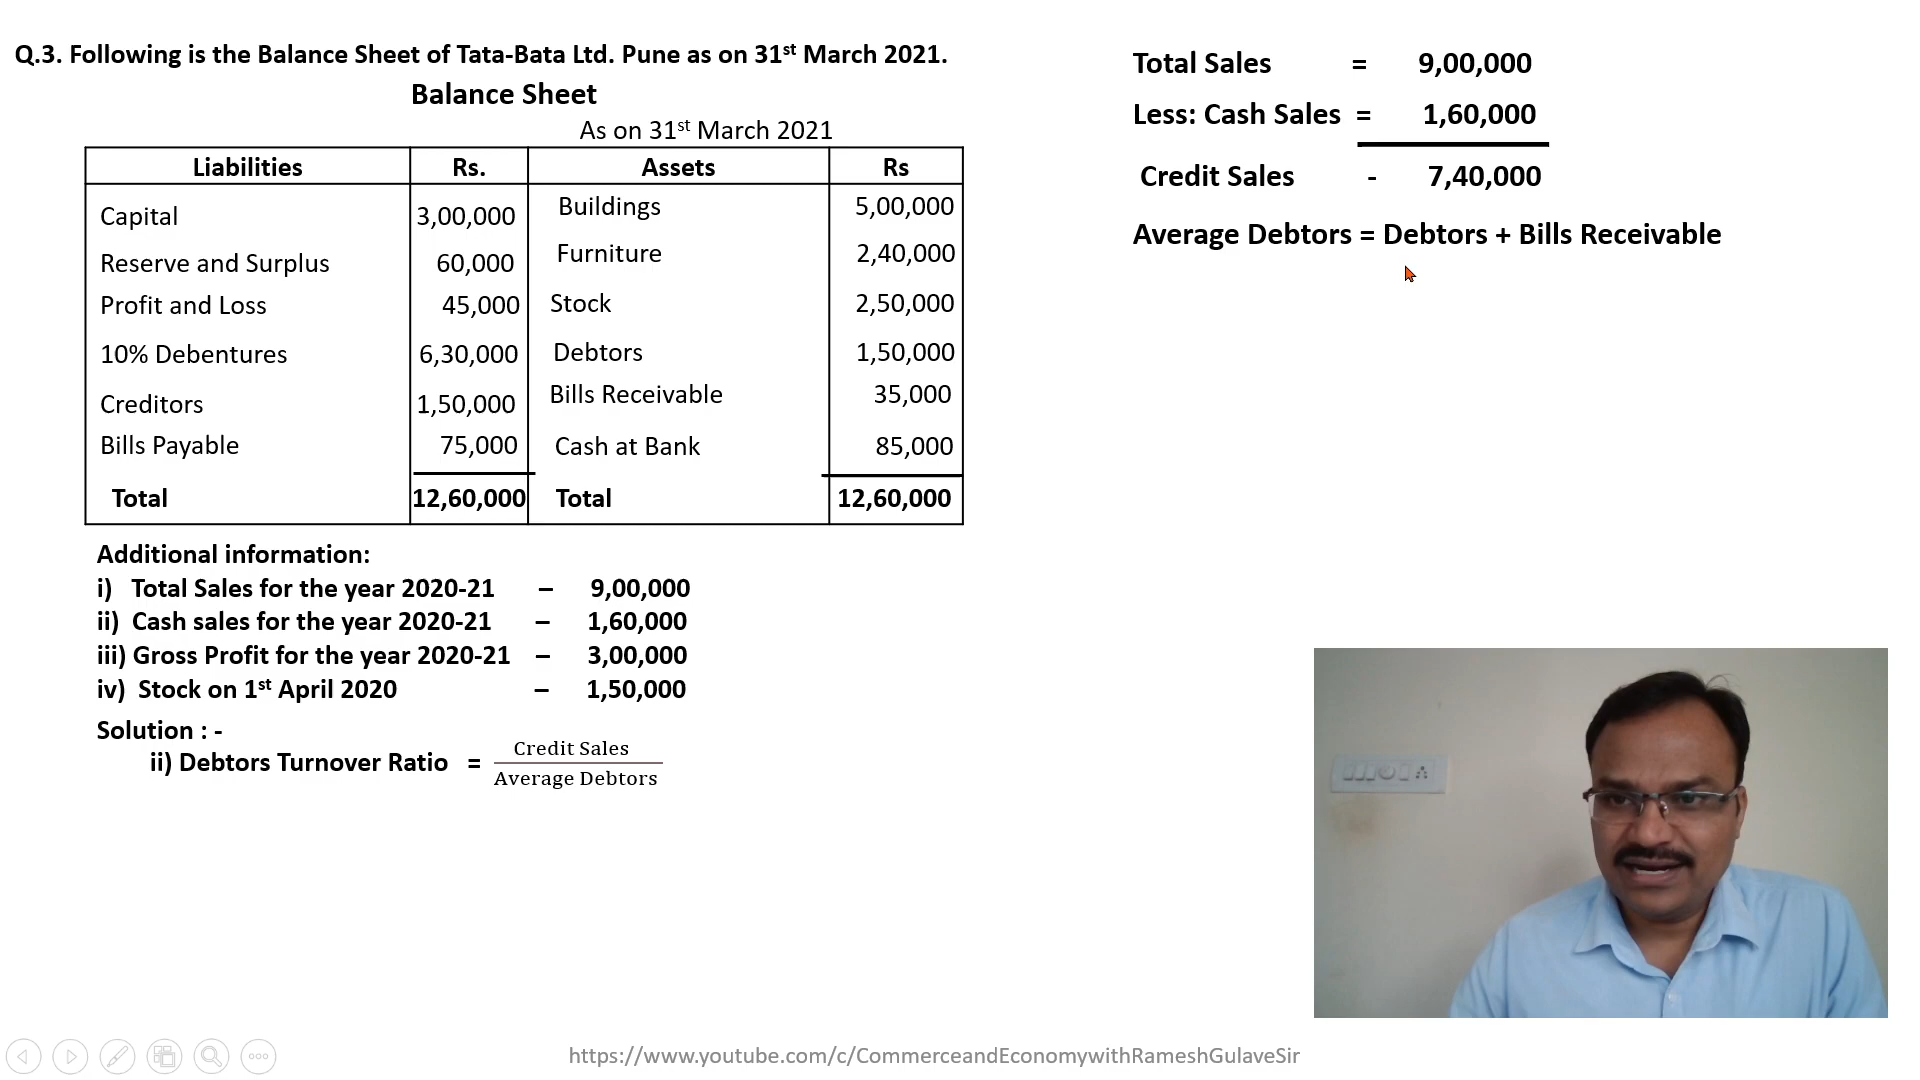 Q.3. Following is the Balance Sheet of Tata-Bata Ltd. Pune as on 31st March 2021.
Balance Sheet
As on 31st March 2021
Liabilities Rs. Assets Rs
Capital 3,00,000 Buildings 5,00,000
Reserve and Surplus 60,000 Furniture 2,40,000
Profit and Loss 45,000 Stock 2,50,000
10% Debentures 6,30,000 Debtors 1,50,000
Creditors 1,50,000 Bills Receivable 35,000
Bills Payable 75,000 Cash at Bank 85,000
Total 12,60,000 Total 12,60,000
Additional information:
i) Total Sales for the year 2020-21 – 9,00,000
ii) Cash sales for the year 2020-21 – 1,60,000
iii) Gross Profit for the year 2020-21 – 3,00,000
iv) Stock on 1st April 2020 – 1,50,000
Solution : -
ii) Debtors Turnover Ratio = Credit Sales
Average Debtors
Total Sales = 9,00,000
Less: Cash Sales = 1,60,000
Credit Sales - 7,40,000
Average Debtors = Debtors + Bills Receivable
https://www.youtube.com/c/CommerceandEconomywithRameshGulaveSir